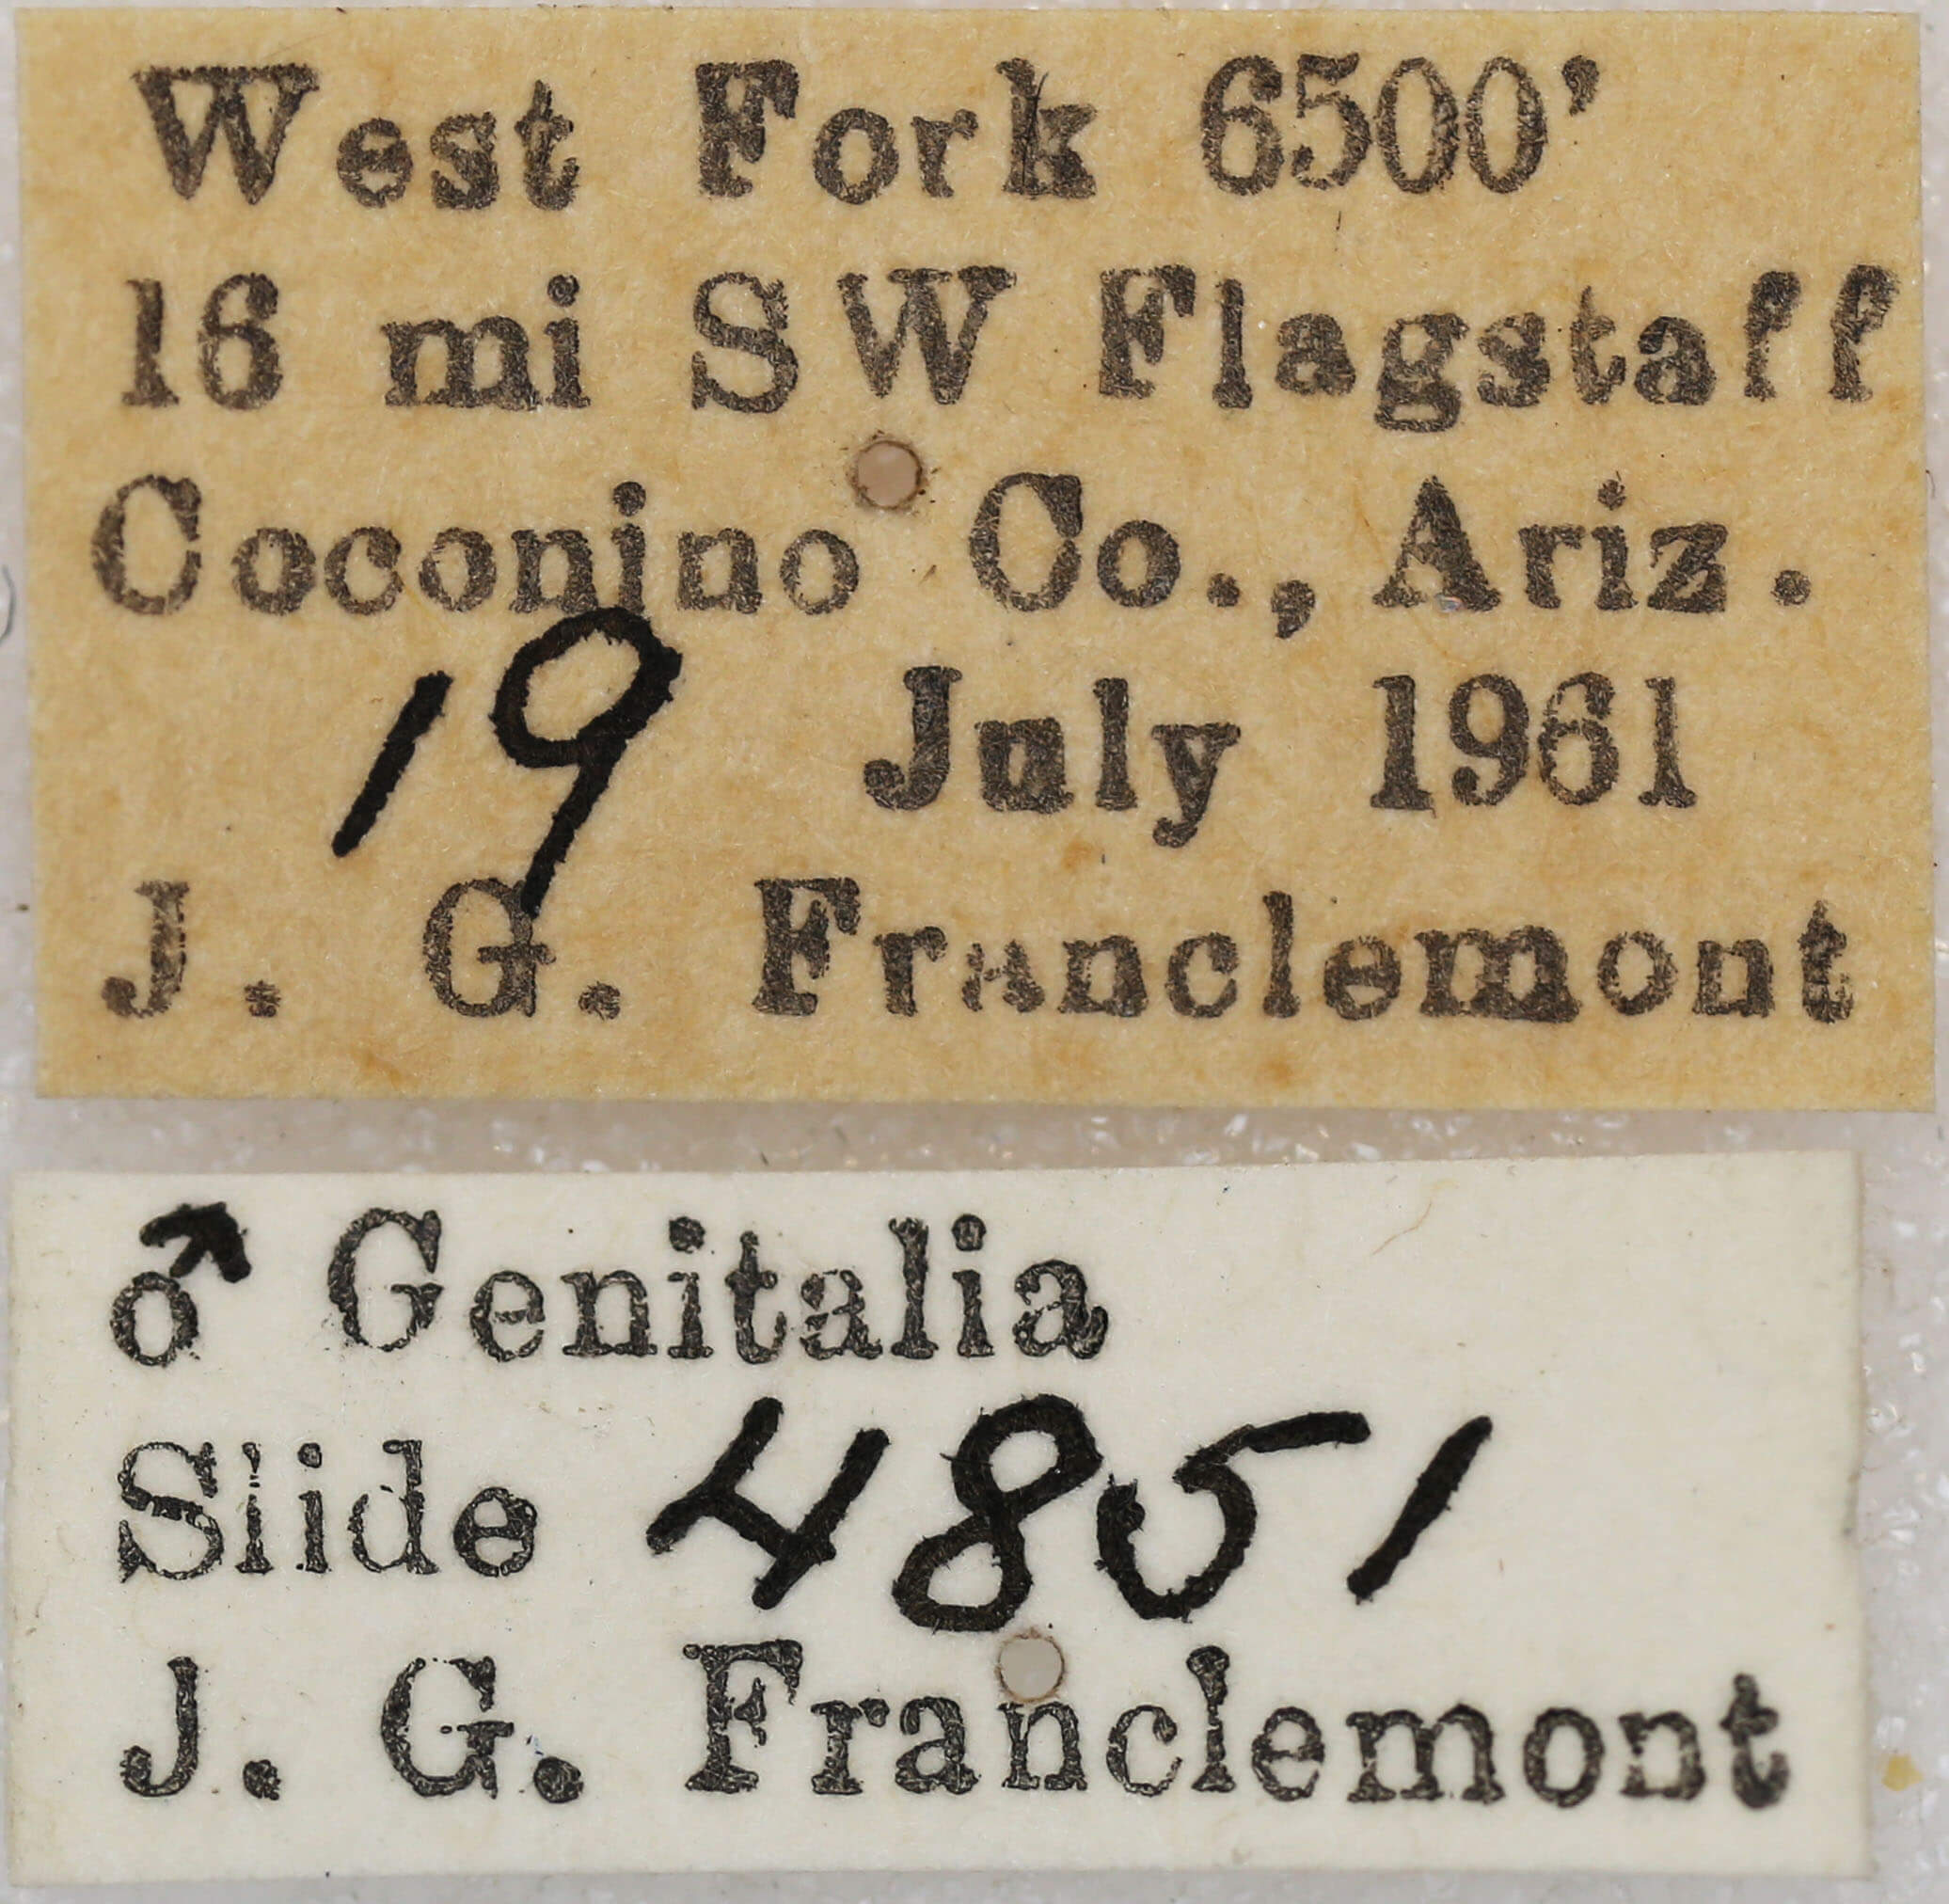 West Fork 6500'
16 mi SW Flagstaff
Coconino Co., Ariz.
19 July 1961
J. G. Franclemont
♂ Genitalia
Slide 4851
J. G. Franclemont